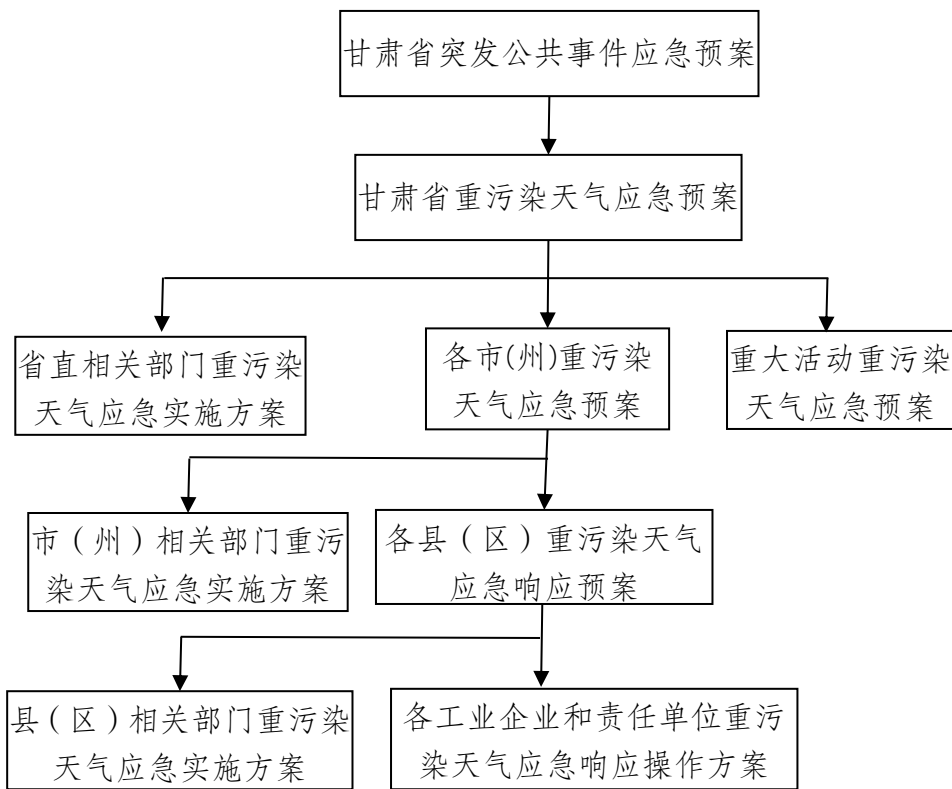 甘肃省突发公共事件应急预案
甘肃省重污染天气应急预案
省直相关部门重污染
天气应急实施方案
各市(州)重污染
天气应急预案
重大活动重污染
天气应急预案
市（州）相关部门重污
染天气应急实施方案
各县（区）重污染天气
应急响应预案
县（区）相关部门重污染
天气应急实施方案
各工业企业和责任单位重污
染天气应急响应操作方案